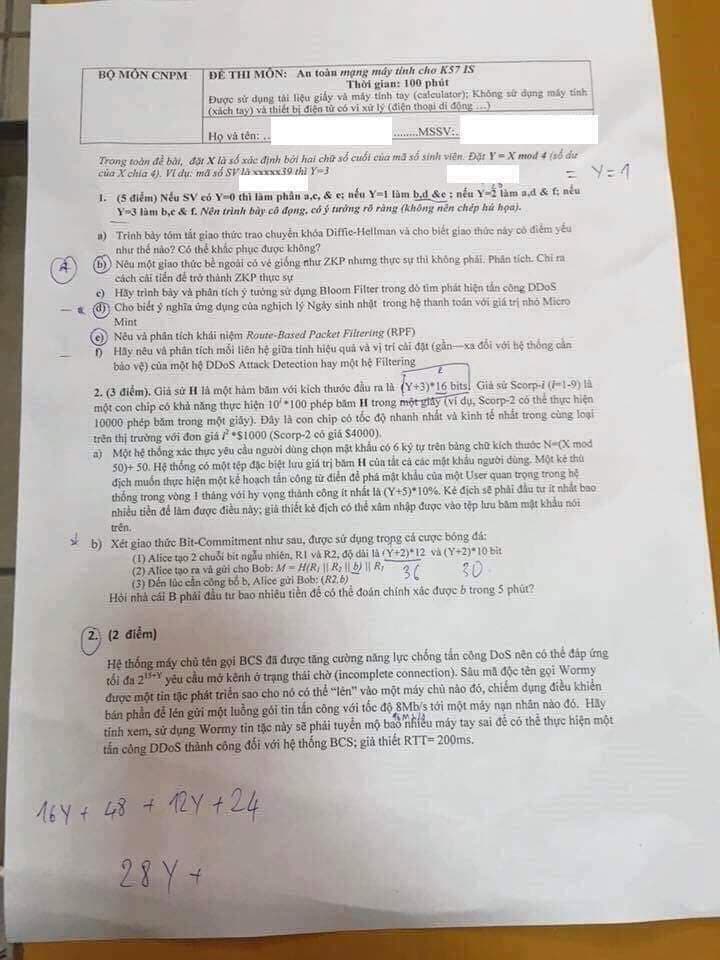 BỘ MÔN CNPM
ĐỀ THI MÔN: An toàn mạng máy tính cho K57 IS
Thời gian: 100 phút
Được sử dụng tài liệu giấy và máy tính tay (calculator); Không sử dụng máy tính
(xách tay) và thiết bị điện tử có vi xử lý (điện thoại di động ...)
Họ và tên: .. ........MSSV:..
Trong toàn đề bài, đặt X là số xác định bởi hai chữ số cuối của mã số sinh viên. Đặt Y = X mod 4 (số dư
của X chia 4). Ví dụ: mã số SV là xxxxx39 thì Y=3
= Y = 1
1. (5 điểm) Nếu SV có Y=0 thì làm phần a,c, & e; nếu Y=1 làm b,d &e ; nếu Y=2 làm a,d & f; nếu
Y=3 làm b,c & f. Nên trình bày cô đọng, có ý tưởng rõ ràng (không nên chép hú họa).
a) Trình bày tóm tắt giao thức trao chuyển khóa Diffie-Hellman và cho biết giao thức này có điểm yếu
như thế nào? Có thể khắc phục được không?
b) Nêu một giao thức bề ngoài có vẻ giống như ZKP nhưng thực sự thì không phải. Phân tích. Chỉ ra
cách cải tiến để trở thành ZKP thực sự
c) Hãy trình bày và phân tích ý tưởng sử dụng Bloom Filter trong dò tìm phát hiện tấn công DDoS
d) Cho biết ý nghĩa ứng dụng của nghịch lý Ngày sinh nhật trong hệ thanh toán với giá trị nhỏ Micro
Mint
e) Nêu và phân tích khái niệm Route-Based Packet Filtering (RPF)
f) Hãy nêu và phân tích mối liên hệ giữa tính hiệu quả và vị trí cài đặt (gần—xa đối với hệ thống cần
bảo vệ) của một hệ DDoS Attack Detection hay một hệ Filtering
2. (3 điểm). Giả sử H là một hàm băm với kích thước đầu ra là (Y+3)*16 bits. Giả sử Scorp-i (i=1-9) là
một con chip có khả năng thực hiện 10^i *100 phép băm H trong một giây (ví dụ, Scorp-2 có thể thực hiện
10000 phép băm trong một giây). Đây là con chip có tốc độ nhanh nhất và kinh tế nhất trong cùng loại
trên thị trường với đơn giá i² *$1000 (Scorp-2 có giá $4000).
a) Một hệ thống xác thực yêu cầu người dùng chọn mật khẩu có 6 ký tự trên bảng chữ kích thước N=(X mod
50)+ 50. Hệ thống có một tệp đặc biệt lưu giá trị băm H của tất cả các mật khẩu người dùng. Một kẻ thù
địch muốn thực hiện một kế hoạch tấn công từ điển để phá mật khẩu của một User quan trọng trong hệ
thống trong vòng 1 tháng với hy vọng thành công ít nhất là (Y+5)*10%. Kẻ địch sẽ phải đầu tư ít nhất bao
nhiêu tiền để làm được điều này; giả thiết kẻ địch có thể xâm nhập được vào tệp lưu băm mật khẩu nói
trên.
b) Xét giao thức Bit-Commitment như sau, được sử dụng trong cá cược bóng đá:
(1) Alice tạo 2 chuỗi bit ngẫu nhiên, R1 và R2, độ dài là (Y+2)*12 và (Y+2)*10 bit
(2) Alice tạo ra và gửi cho Bob: M = H(R₁ || R₂ || b) || R₁
36 30
(3) Đến lúc cần công bố b, Alice gửi Bob: (R2,b)
Hỏi nhà cái B phải đầu tư bao nhiêu tiền để có thể đoán chính xác được b trong 5 phút?
2. (2 điểm)
Hệ thống máy chủ tên gọi BCS đã được tăng cường năng lực chống tấn công DoS nên có thể đáp ứng
tối đa 2^15+Y yêu cầu mở kênh ở trạng thái chờ (incomplete connection). Sâu mã độc tên gọi Wormy
được một tin tặc phát triển sao cho nó có thể “lên” vào một máy chủ nào đó, chiếm dụng điều khiển
bán phần để lén gửi một luồng gói tin tấn công với tốc độ 8Mb/s tới một máy nạn nhân nào đó. Hãy
tính xem, sử dụng Wormy tin tặc này sẽ phải tuyển mộ bao nhiêu máy tay sai để có thể thực hiện một
tấn công DDoS thành công đối với hệ thống BCS; giả thiết RTT= 200ms.
16Y + 48 + 12Y + 24
28Y +